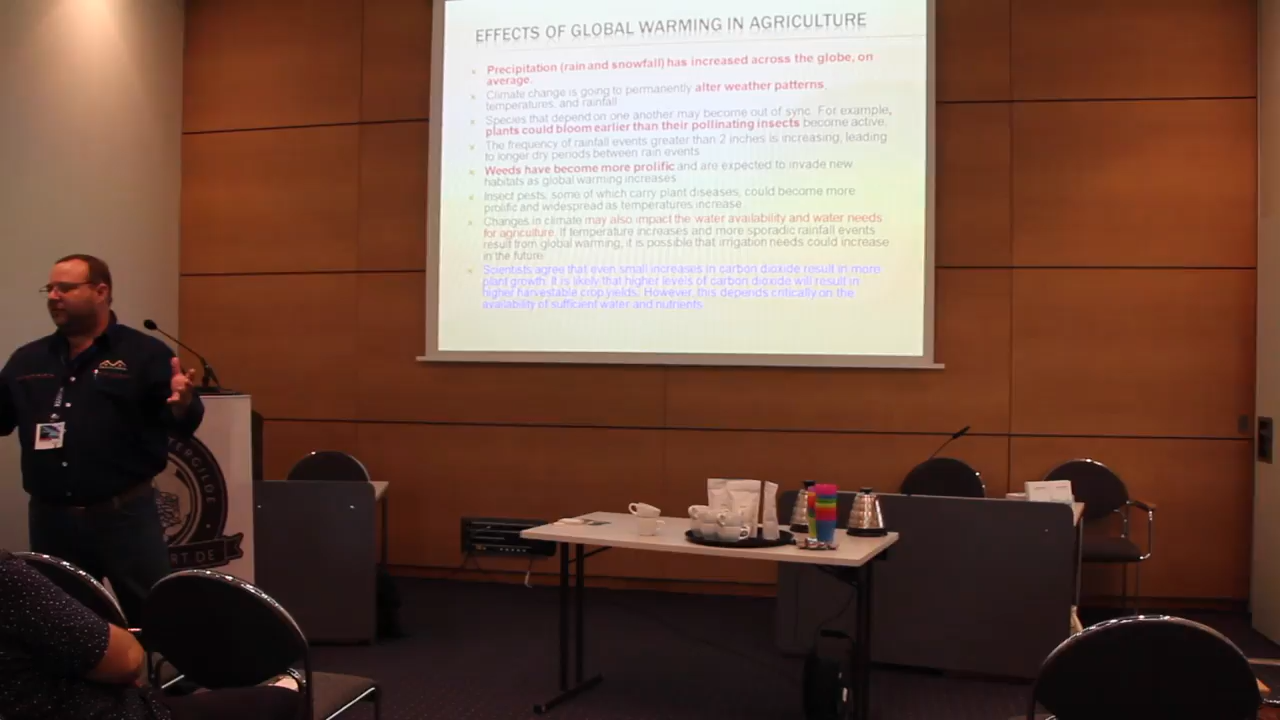 EFFECTS OF GLOBAL WARMING IN AGRICULTURE
Precipitation (rain and snowfall) has increased across the globe, on
average.
Climate change is going to permanently alter weather patterns,
temperatures, and rainfall
Species that depend on one another may become out of sync. For example,
plants could bloom earlier than their pollinating insects become active.
The frequency of rainfall events greater than 2 inches is increasing, leading
to longer dry periods between rain events
Weeds have become more prolific and are expected to invade new
habitats as global warming increases
Insect pests, some of which carry plant diseases, could become more
prolific and widespread as temperatures increase
Changes in climate may also impact the water availability and water needs
for agriculture. If temperature increases and more sporadic rainfall events
result from global warming, it is possible that irrigation needs could increase
in the future
Scientists agree that even small increases in carbon dioxide result in more
plant growth. It is likely that higher levels of carbon dioxide will result in
higher harvestable crop yields. However, this depends critically on the
availability of sufficient water and nutrients